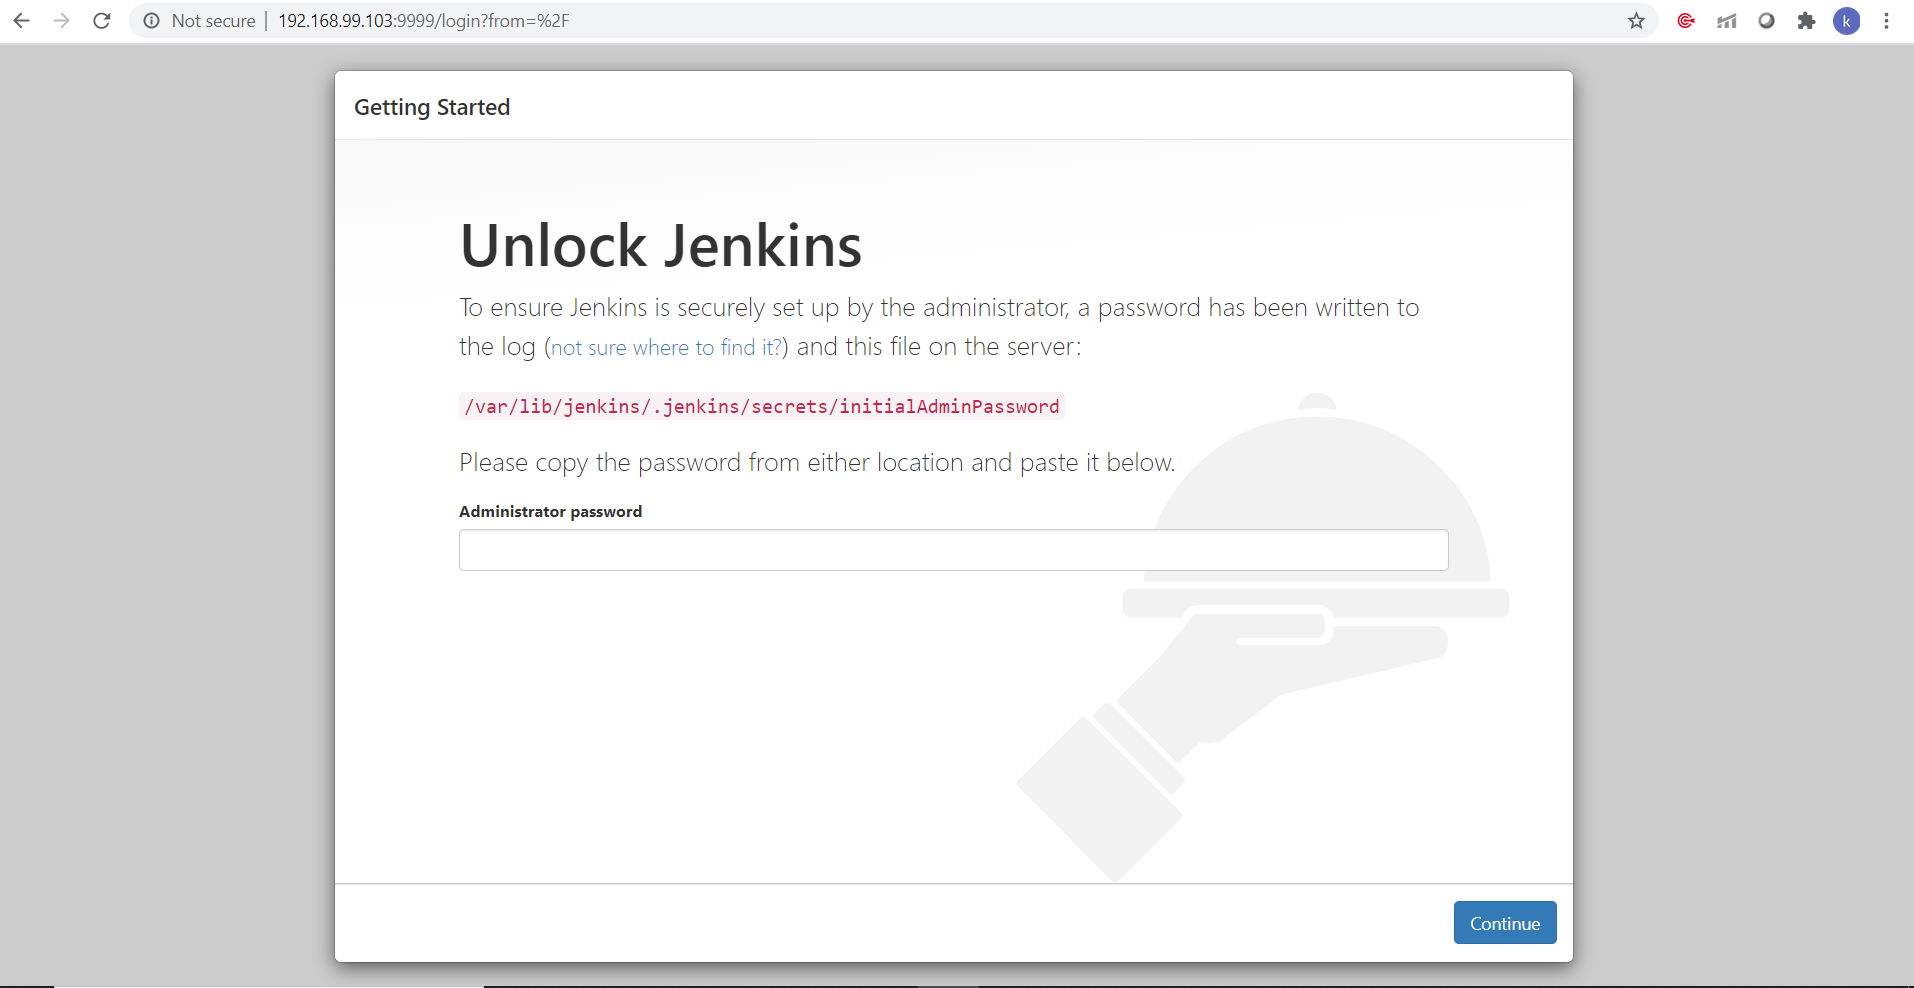 Not secure | 192.168.99.103:9999/login?from=%2F
k
Getting Started
Unlock Jenkins
To ensure Jenkins is securely set up by the administrator, a password has been written to
the log (not sure where to find it?) and this file on the server:
/var/lib/jenkins/.jenkins/secrets/initialAdminPassword
Please copy the password from either location and paste it below.
Administrator password
Continue